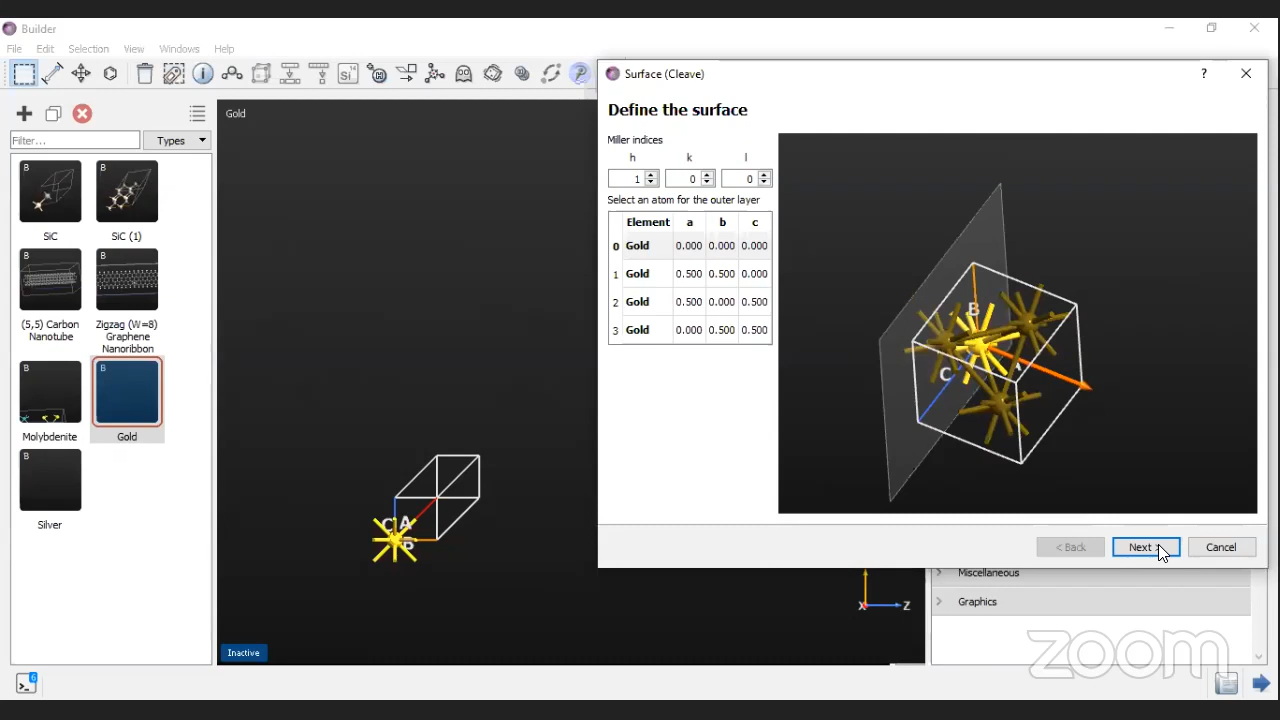 Builder
File Edit Selection View Windows Help
Filter...
Types
B
SiC
B
SiC (1)
B
(5,5) Carbon
Nanotube
B
Zigzag (W=8)
Graphene
Nanoribbon
B
Molybdenite
B
Gold
B
Silver
6
Gold
C A
B
Inactive
X Z
Surface (Cleave)
?
Define the surface
Miller indices
h k l
1 0 0
Select an atom for the outer layer
Element a b c
0 Gold 0.000 0.000 0.000
1 Gold 0.500 0.500 0.000
2 Gold 0.500 0.000 0.500
3 Gold 0.000 0.500 0.500
B
C A
< Back Next > Cancel
Miscellaneous
Graphics
zoom